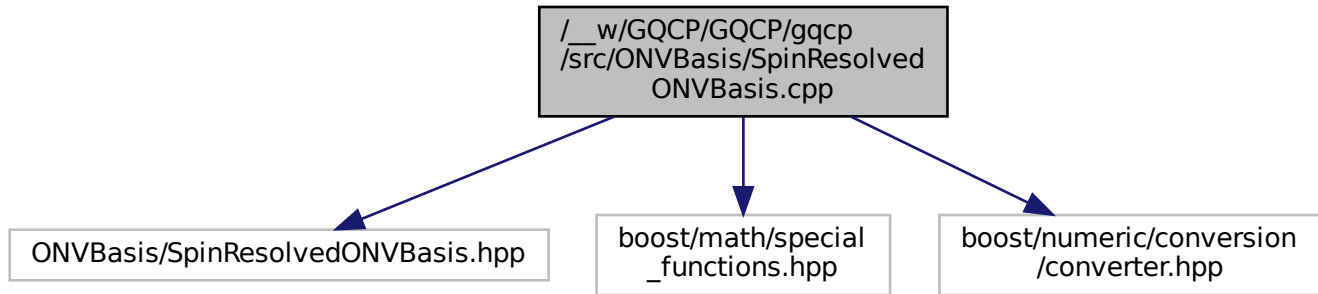 /__w/GQCP/GQCP/gqcp
/src/ONVBasis/SpinResolved
ONVBasis.cpp
ONVBasis/SpinResolvedONVBasis.hpp
boost/math/special
_functions.hpp
boost/numeric/conversion
/converter.hpp